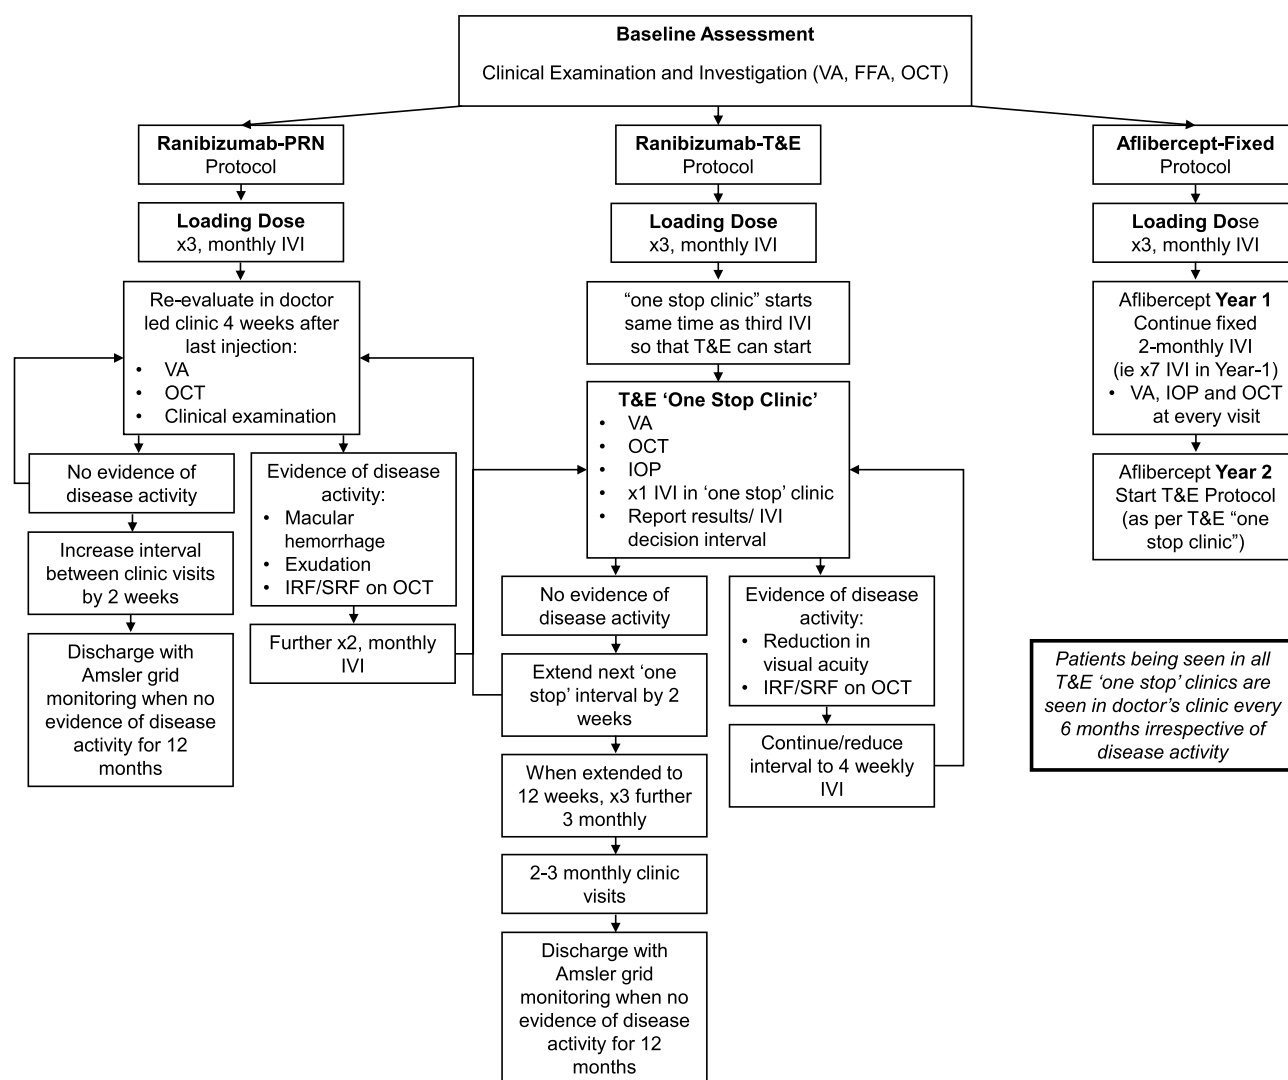 Baseline Assessment
Clinical Examination and Investigation (VA, FFA, OCT)
Ranibizumab-PRN
Protocol
Loading Dose
x3, monthly IVI
Re-evaluate in doctor
led clinic 4 weeks after
last injection:
• VA
• OCT
• Clinical examination
No evidence of
disease activity
Increase interval
between clinic visits
by 2 weeks
Discharge with
Amsler grid
monitoring when no
evidence of disease
activity for 12
months
Evidence of disease
activity:
• Macular
hemorrhage
• Exudation
• IRF/SRF on OCT
Further x2, monthly
IVI
Ranibizumab-T&E
Protocol
Loading Dose
x3, monthly IVI
“one stop clinic” starts
same time as third IVI
so that T&E can start
T&E ‘One Stop Clinic’
• VA
• OCT
• IOP
• x1 IVI in ‘one stop’ clinic
• Report results/ IVI
decision interval
No evidence of
disease activity
Extend next ‘one
stop’ interval by 2
weeks
When extended to
12 weeks, x3 further
3 monthly
2-3 monthly clinic
visits
Discharge with
Amsler grid
monitoring when no
evidence of disease
activity for 12
months
Evidence of disease
activity:
• Reduction in
visual acuity
• IRF/SRF on OCT
Continue/reduce
interval to 4 weekly
IVI
Aflibercept-Fixed
Protocol
Loading Dose
x3, monthly IVI
Aflibercept Year 1
Continue fixed
2-monthly IVI
(ie x7 IVI in Year-1)
• VA, IOP and OCT
at every visit
Aflibercept Year 2
Start T&E Protocol
(as per T&E “one
stop clinic”)
Patients being seen in all
T&E ‘one stop’ clinics are
seen in doctor’s clinic every
6 months irrespective of
disease activity